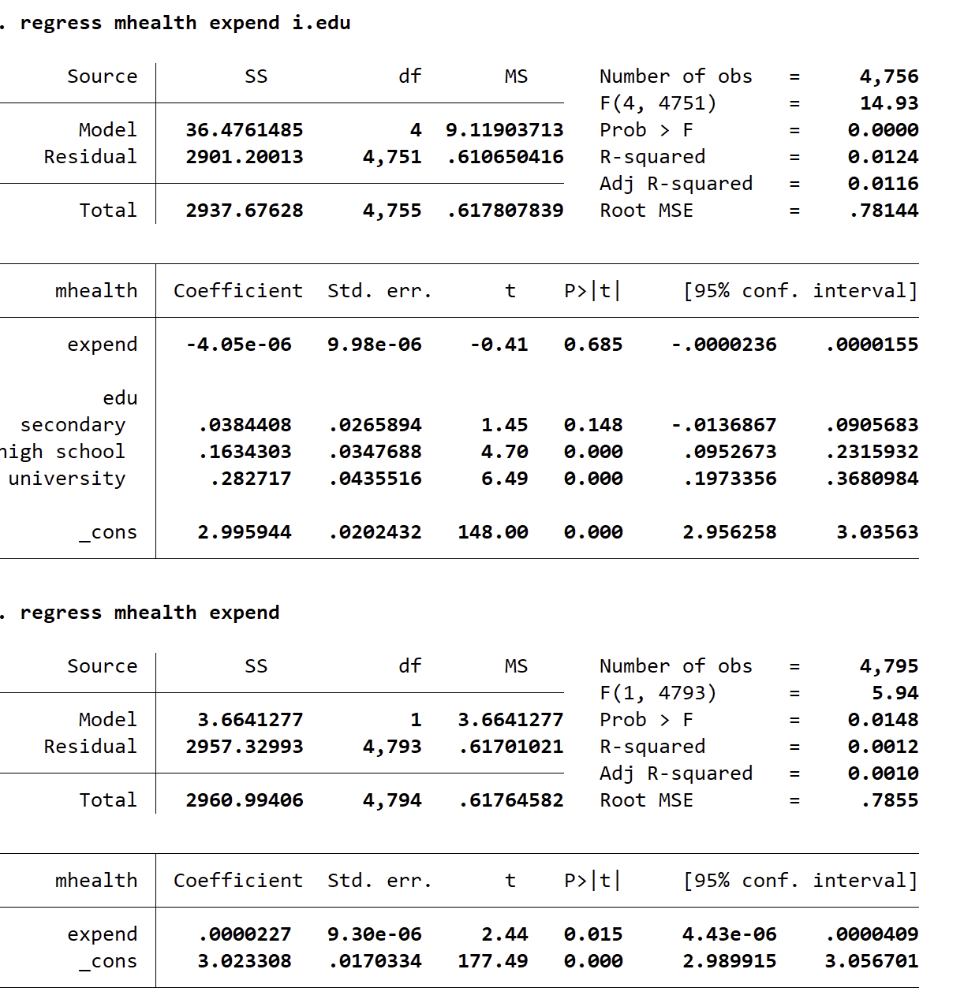 . regress mhealth expend i.edu
Source SS df MS Number of obs = 4,756
F(4, 4751) = 14.93
Model 36.4761485 4 9.11903713 Prob > F = 0.0000
Residual 2901.20013 4,751 .610650416 R-squared = 0.0124
Adj R-squared = 0.0116
Total 2937.67628 4,755 .617807839 Root MSE = .78144
mhealth Coefficient Std. err. t P>|t| [95% conf. interval]
expend -4.05e-06 9.98e-06 -0.41 0.685 -.0000236 .0000155
edu
secondary .0384408 .0265894 1.45 0.148 -.0136867 .0905683
high school .1634303 .0347688 4.70 0.000 .0952673 .2315932
university .282717 .0435516 6.49 0.000 .1973356 .3680984
_cons 2.995944 .0202432 148.00 0.000 2.956258 3.03563
. regress mhealth expend
Source SS df MS Number of obs = 4,795
F(1, 4793) = 5.94
Model 3.6641277 1 3.6641277 Prob > F = 0.0148
Residual 2957.32993 4,793 .61701021 R-squared = 0.0012
Adj R-squared = 0.0010
Total 2960.99406 4,794 .61764582 Root MSE = .7855
mhealth Coefficient Std. err. t P>|t| [95% conf. interval]
expend .0000227 9.30e-06 2.44 0.015 4.43e-06 .0000409
_cons 3.023308 .0170334 177.49 0.000 2.989915 3.056701